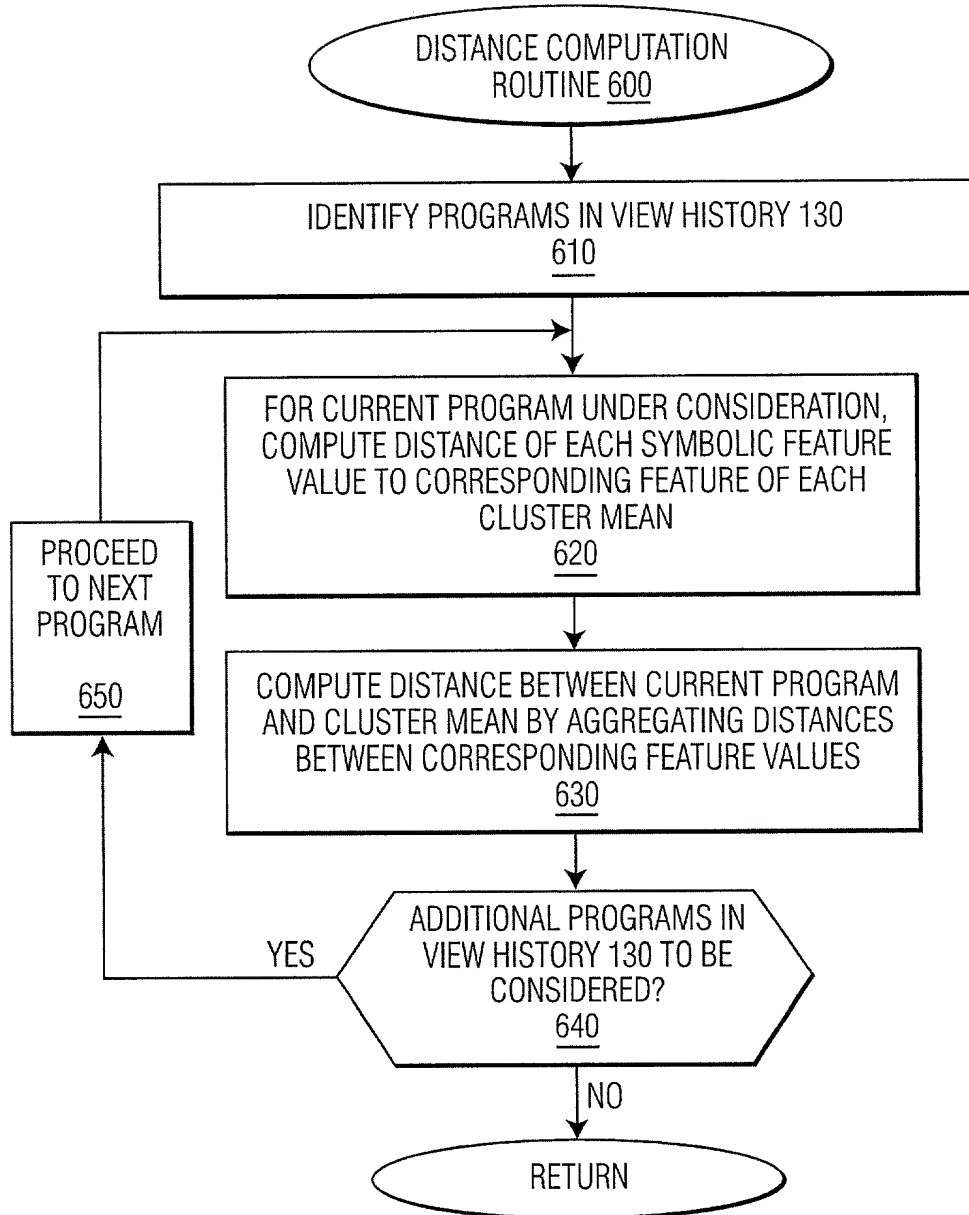 DISTANCE COMPUTATION
ROUTINE 600
IDENTIFY PROGRAMS IN VIEW HISTORY 130
610
FOR CURRENT PROGRAM UNDER CONSIDERATION,
COMPUTE DISTANCE OF EACH SYMBOLIC FEATURE
VALUE TO CORRESPONDING FEATURE OF EACH
CLUSTER MEAN
620
PROCEED
TO NEXT
PROGRAM
650
COMPUTE DISTANCE BETWEEN CURRENT PROGRAM
AND CLUSTER MEAN BY AGGREGATING DISTANCES
BETWEEN CORRESPONDING FEATURE VALUES
630
ADDITIONAL PROGRAMS IN
VIEW HISTORY 130 TO BE
CONSIDERED?
640
YES
NO
RETURN